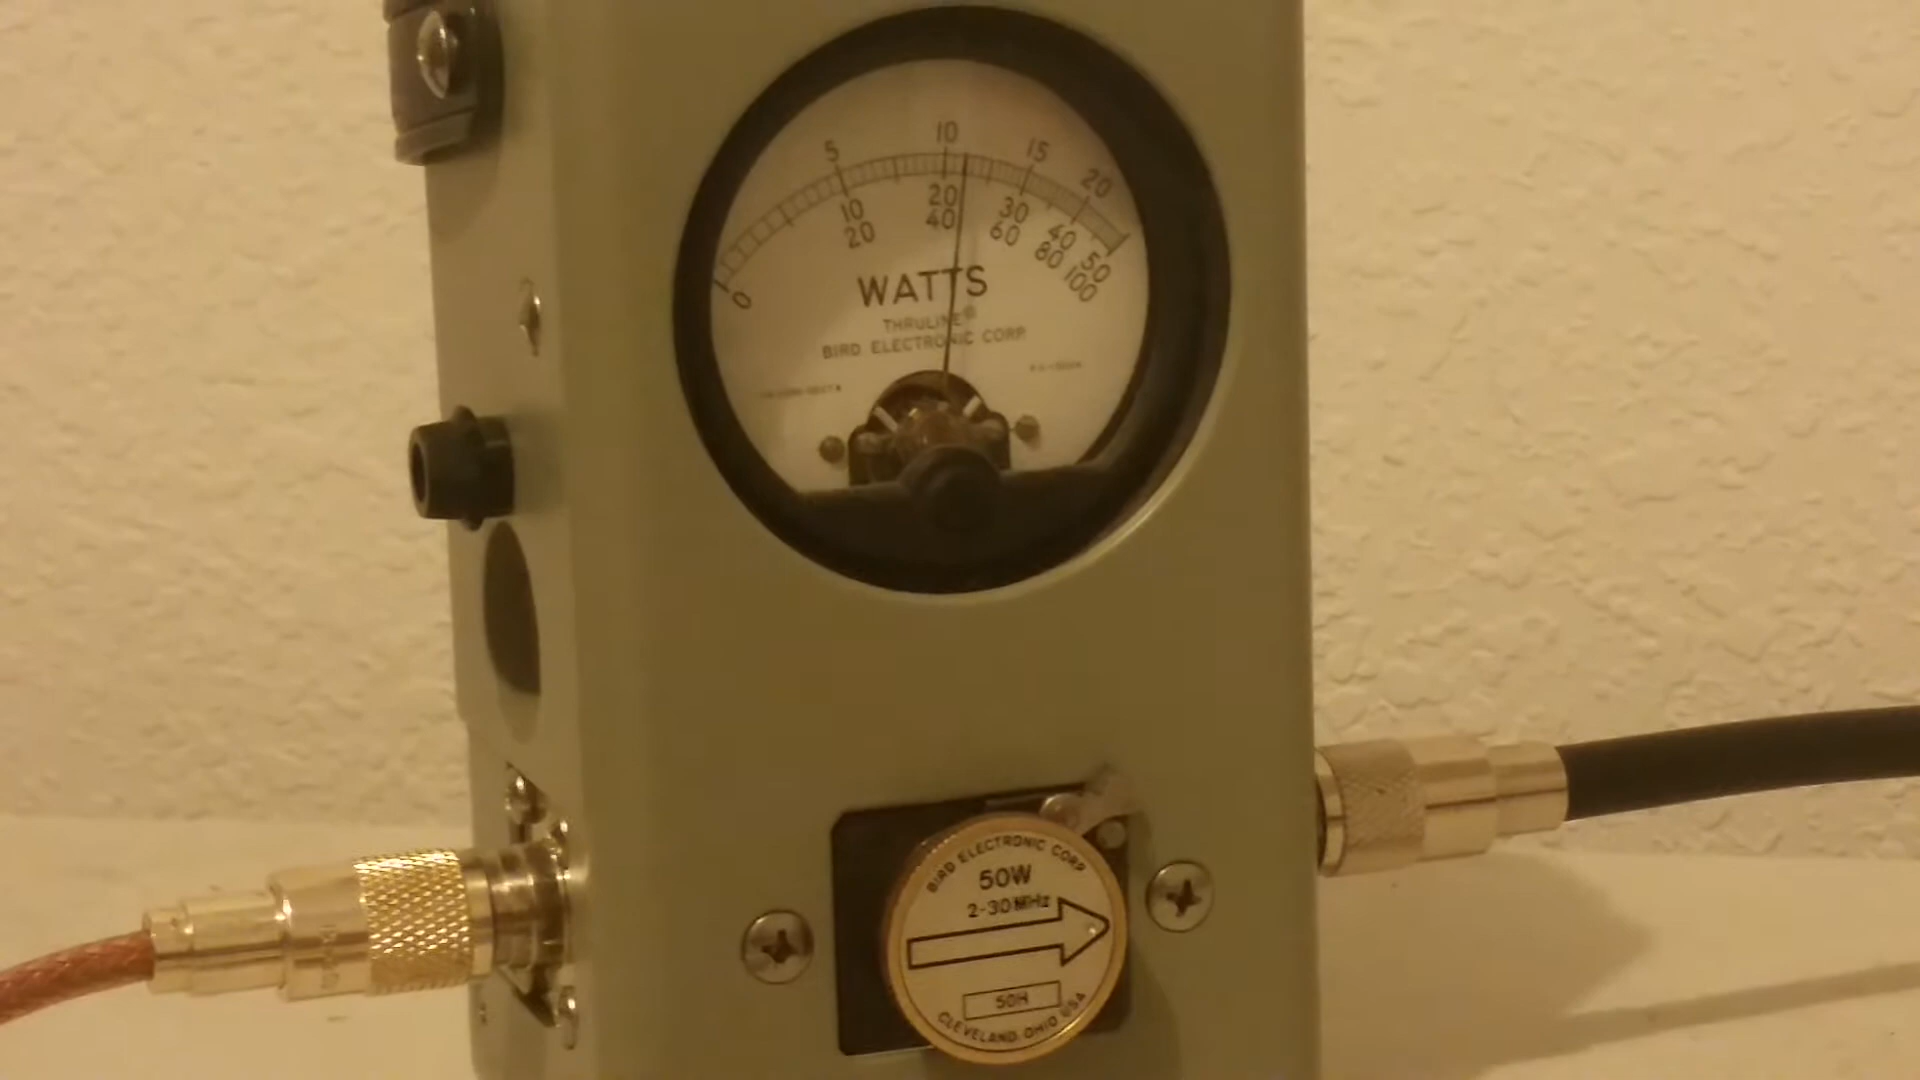 5 10 15 20
0 10 20 30 40 50
20 40 60 80 100
WATTS
THRULINE®
BIRD ELECTRONIC CORP.
BIRD ELECTRONIC CORP.
50W
2-30MHz
50H
CLEVELAND, OHIO USA